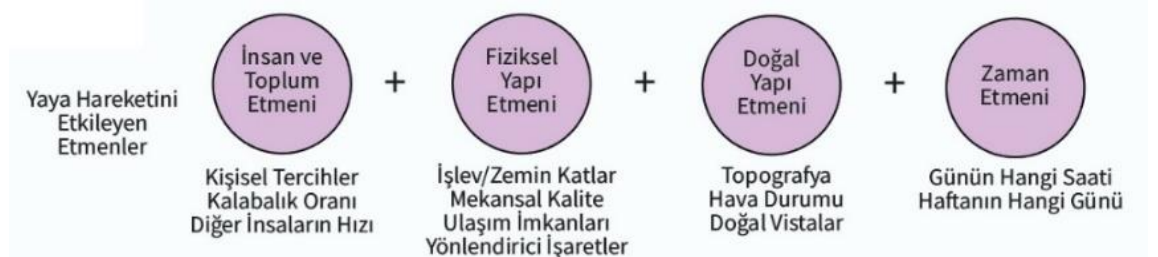 Yaya Hareketini
Etkileyen
Etmenler
İnsan ve
Toplum
Etmeni
+
Fiziksel
Yapı
Etmeni
+
Doğal
Yapı
Etmeni
+
Zaman
Etmeni
Kişisel Tercihler
Kalabalık Oranı
Diğer İnsaların Hızı
İşlev/Zemin Katlar
Mekansal Kalite
Ulaşım İmkanları
Yönlendirici İşaretler
Topografya
Hava Durumu
Doğal Vistalar
Günün Hangi Saati
Haftanın Hangi Günü